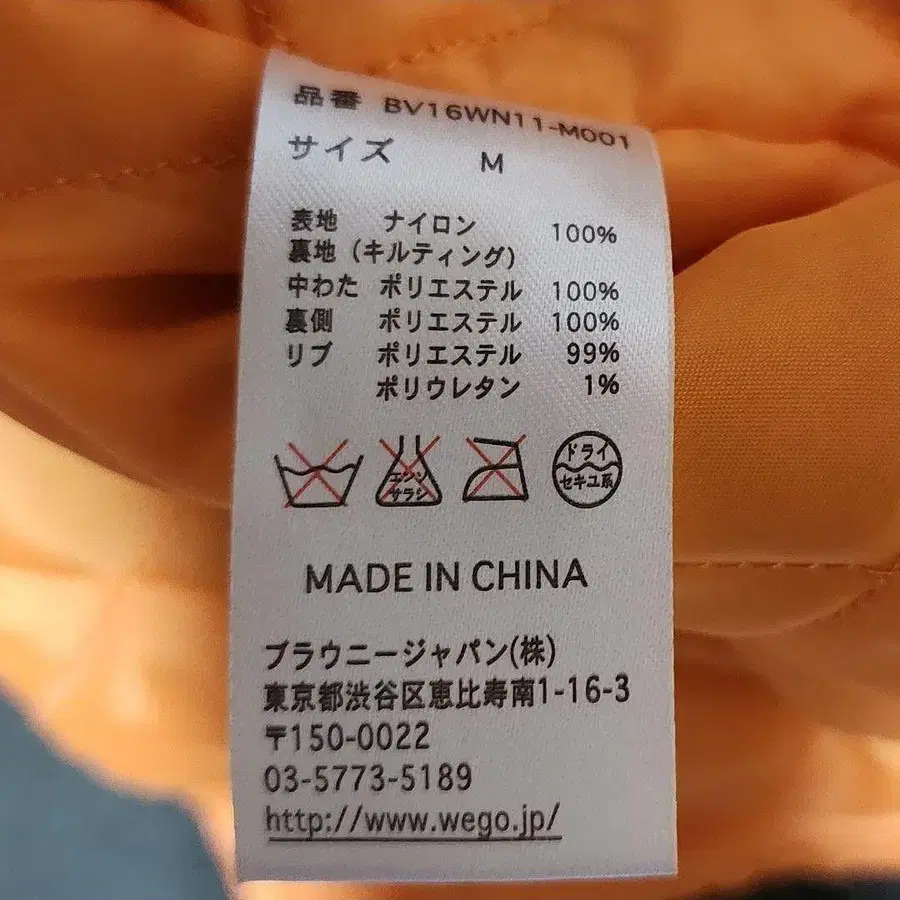 品番 BV16WN11-M001
サイズ M
表地 ナイロン 100%
裏地（キルティング）
中わた ポリエステル 100%
裏側 ポリエステル 100%
リブ ポリエステル 99%
ポリウレタン 1%
エンソ
サラシ
ドライ
セキユ系
MADE IN CHINA
ブラウニージャパン(株)
東京都渋谷区恵比寿南1-16-3
〒150-0022
03-5773-5189
http://www.wego.jp/